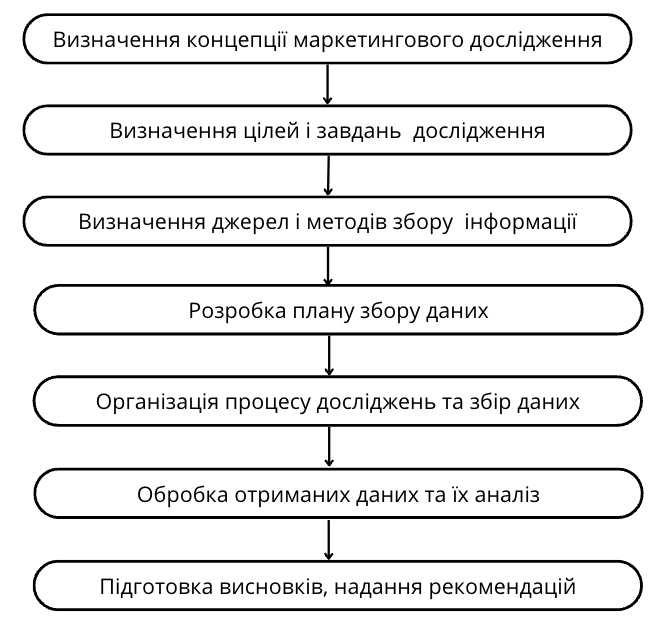 Визначення концепції маркетингового дослідження
Визначення цілей і завдань дослідження
Визначення джерел і методів збору інформації
Розробка плану збору даних
Організація процесу досліджень та збір даних
Обробка отриманих даних та їх аналіз
Підготовка висновків, надання рекомендацій